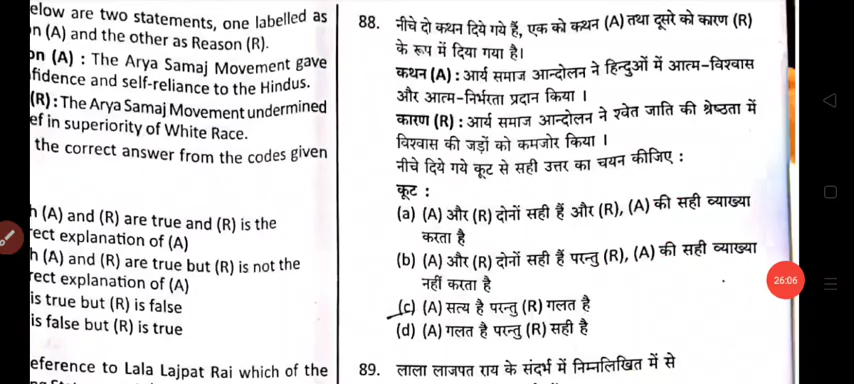 elow are two statements, one labelled as
n (A) and the other as Reason (R).
on (A) : The Arya Samaj Movement gave
fidence and self-reliance to the Hindus.
(R) : The Arya Samaj Movement undermined
ef in superiority of White Race.
the correct answer from the codes given
h (A) and (R) are true and (R) is the
rect explanation of (A)
h (A) and (R) are true but (R) is not the
rect explanation of (A)
is true but (R) is false
is false but (R) is true
eference to Lala Lajpat Rai which of the
88. नीचे दो कथन दिये गये हैं, एक को कथन (A) तथा दूसरे को कारण (R)
के रूप में दिया गया है।
कथन (A) : आर्य समाज आन्दोलन ने हिन्दुओं में आत्म-विश्वास
और आत्म-निर्भरता प्रदान किया ।
कारण (R) : आर्य समाज आन्दोलन ने श्वेत जाति की श्रेष्ठता में
विश्वास की जड़ों को कमजोर किया ।
नीचे दिये गये कूट से सही उत्तर का चयन कीजिए :
कूट :
(a) (A) और (R) दोनों सही हैं और (R), (A) की सही व्याख्या
करता है
(b) (A) और (R) दोनों सही हैं परन्तु (R), (A) की सही व्याख्या
नहीं करता है
(c) (A) सत्य है परन्तु (R) गलत है
(d) (A) गलत है परन्तु (R) सही है
89. लाला लाजपत राय के संदर्भ में निम्नलिखित में से
26:06